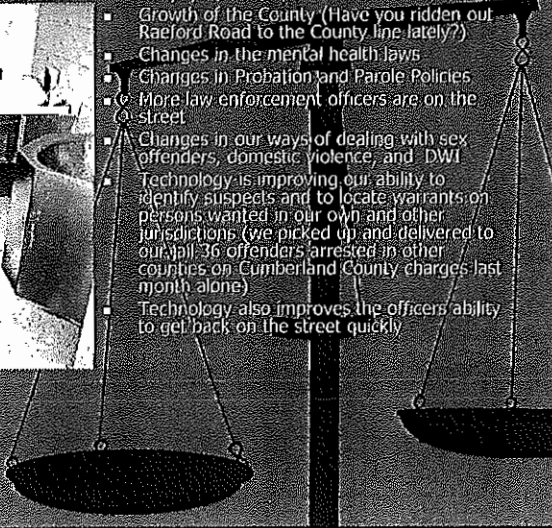 ▪ Growth of the County (Have you ridden out
Raeford Road to the County line lately?)
▪ Changes in the mental health laws
▪ Changes in Probation and Parole Policies
▪ More law enforcement officers are on the
street
▪ Changes in our ways of dealing with sex
offenders, domestic violence, and DWI
▪ Technology is improving our ability to
identify suspects and to locate warrants on
persons wanted in our own and other
jurisdictions (we picked up and delivered to
our jail 36 offenders arrested in other
counties on Cumberland County charges last
month alone)
▪ Technology also improves the officers ability
to get back on the street quickly